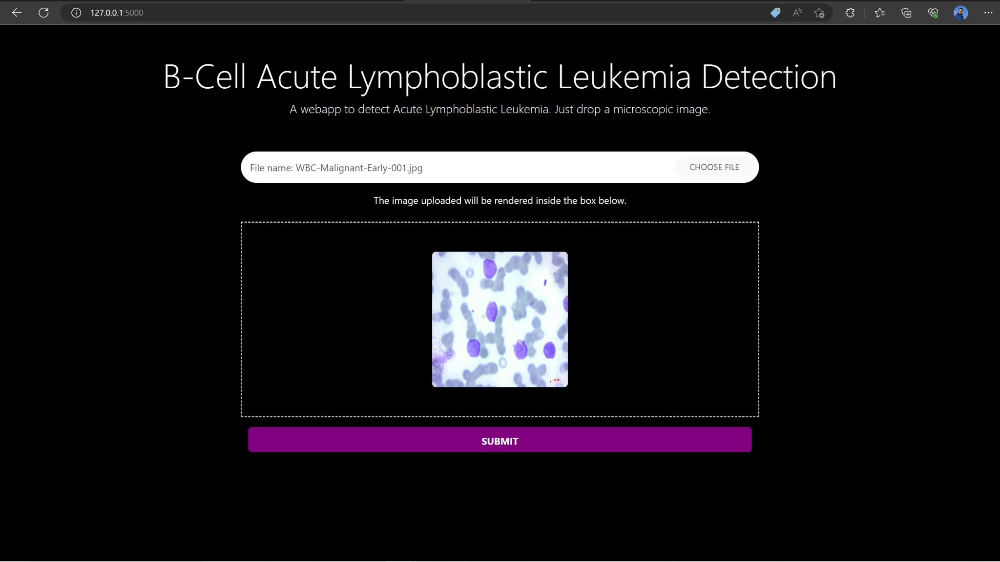 127.0.0.1:5000
B-Cell Acute Lymphoblastic Leukemia Detection
A webapp to detect Acute Lymphoblastic Leukemia. Just drop a microscopic image.
File name: WBC-Malignant-Early-001.jpg
CHOOSE FILE
The image uploaded will be rendered inside the box below.
SUBMIT